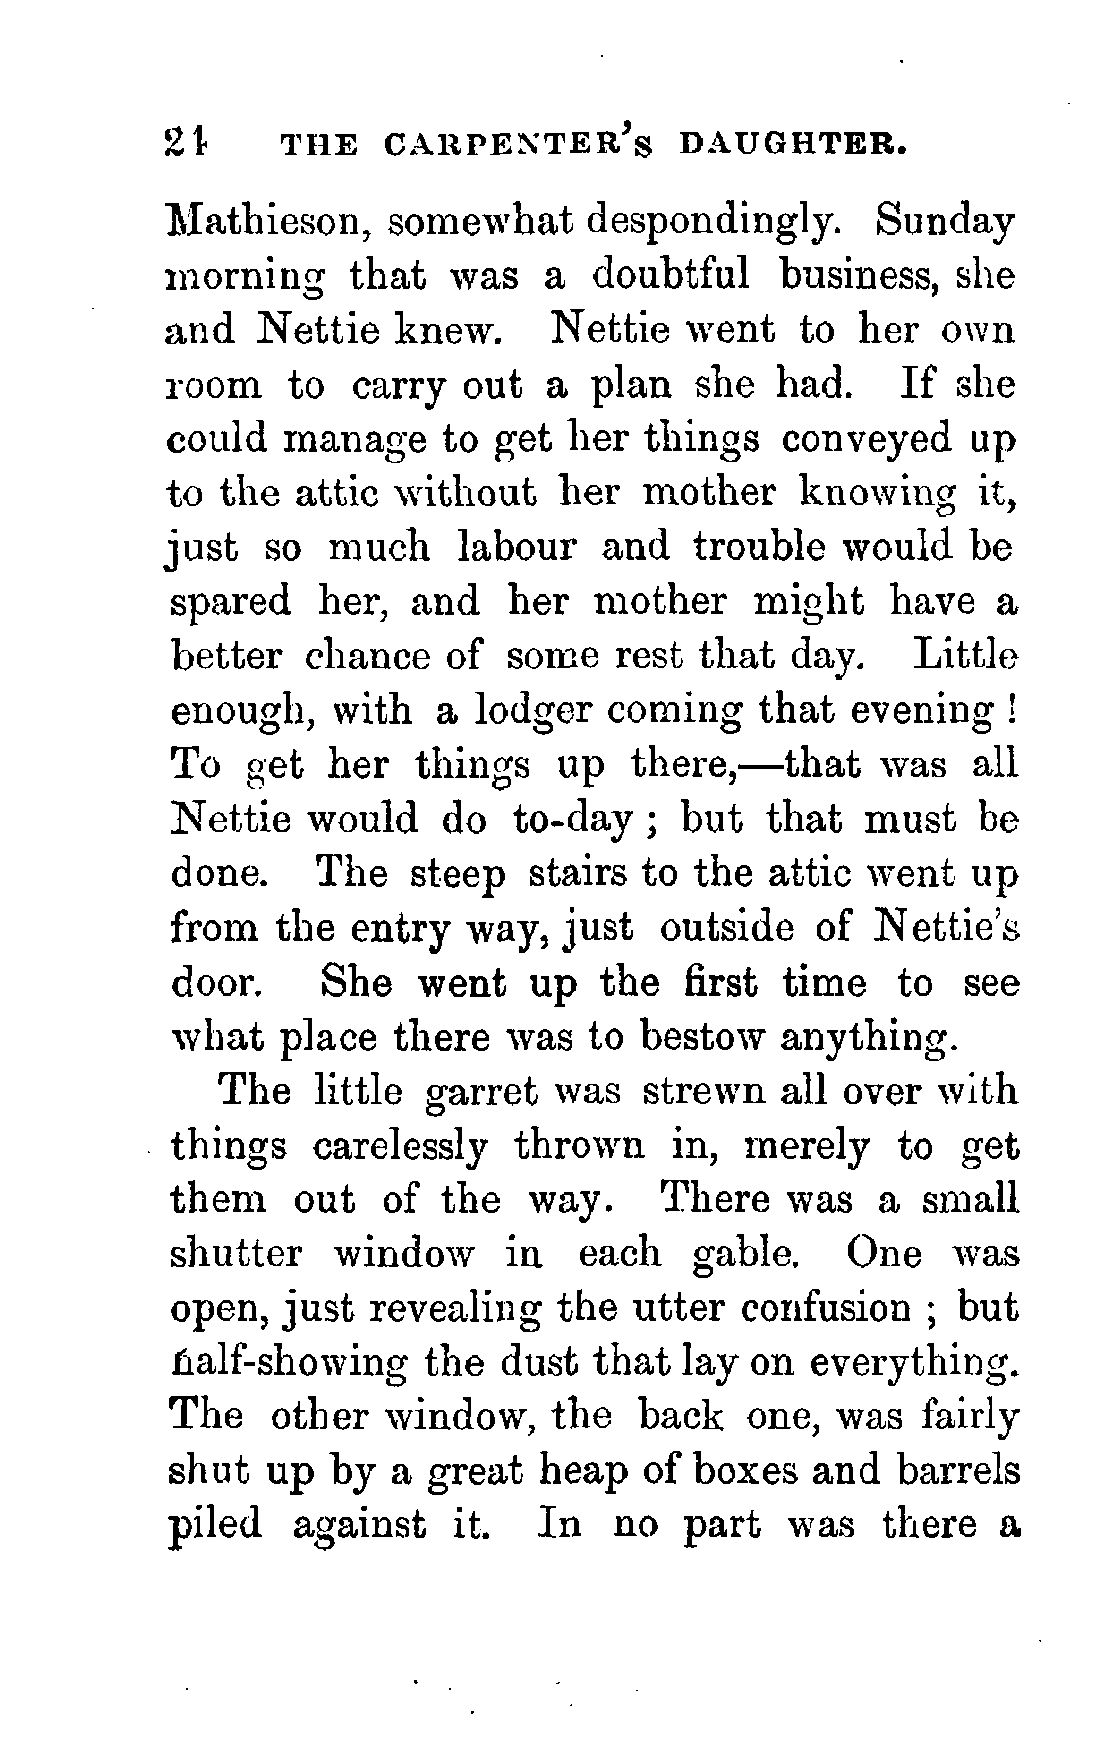 24 THE CARPENTER'S DAUGHTER.
Mathieson, somewhat despondingly. Sunday
morning that was a doubtful business, she
and Nettie knew. Nettie went to her own
room to carry out a plan she had. If she
could manage to get her things conveyed up
to the attic without her mother knowing it,
just so much labour and trouble would be
spared her, and her mother might have a
better chance of some rest that day. Little
enough, with a lodger coming that evening !
To get her things up there,—that was all
Nettie would do to-day ; but that must be
done. The steep stairs to the attic went up
from the entry way, just outside of Nettie's
door. She went up the first time to see
what place there was to bestow anything.
The little garret was strewn all over with
things carelessly thrown in, merely to get
them out of the way. There was a small
shutter window in each gable. One was
open, just revealing the utter confusion ; but
half-showing the dust that lay on everything.
The other window, the back one, was fairly
shut up by a great heap of boxes and barrels
piled against it. In no part was there a